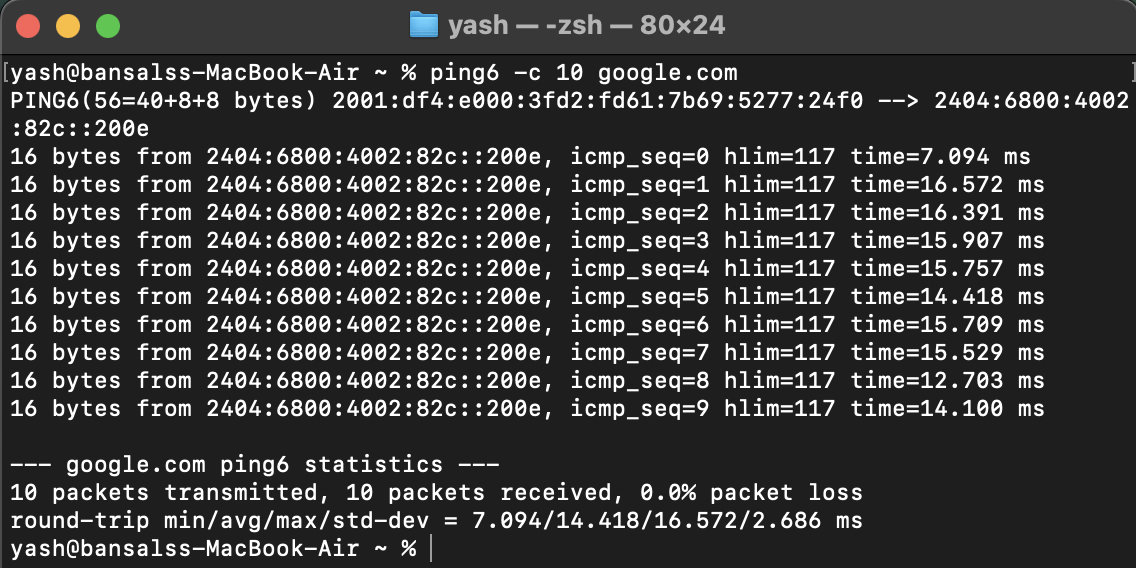 yash — -zsh — 80×24
[yash@bansalss-MacBook-Air ~ % ping6 -c 10 google.com ]
PING6(56=40+8+8 bytes) 2001:df4:e000:3fd2:fd61:7b69:5277:24f0 --> 2404:6800:4002
:82c::200e
16 bytes from 2404:6800:4002:82c::200e, icmp_seq=0 hlim=117 time=7.094 ms
16 bytes from 2404:6800:4002:82c::200e, icmp_seq=1 hlim=117 time=16.572 ms
16 bytes from 2404:6800:4002:82c::200e, icmp_seq=2 hlim=117 time=16.391 ms
16 bytes from 2404:6800:4002:82c::200e, icmp_seq=3 hlim=117 time=15.907 ms
16 bytes from 2404:6800:4002:82c::200e, icmp_seq=4 hlim=117 time=15.757 ms
16 bytes from 2404:6800:4002:82c::200e, icmp_seq=5 hlim=117 time=14.418 ms
16 bytes from 2404:6800:4002:82c::200e, icmp_seq=6 hlim=117 time=15.709 ms
16 bytes from 2404:6800:4002:82c::200e, icmp_seq=7 hlim=117 time=15.529 ms
16 bytes from 2404:6800:4002:82c::200e, icmp_seq=8 hlim=117 time=12.703 ms
16 bytes from 2404:6800:4002:82c::200e, icmp_seq=9 hlim=117 time=14.100 ms

--- google.com ping6 statistics ---
10 packets transmitted, 10 packets received, 0.0% packet loss
round-trip min/avg/max/std-dev = 7.094/14.418/16.572/2.686 ms
yash@bansalss-MacBook-Air ~ %